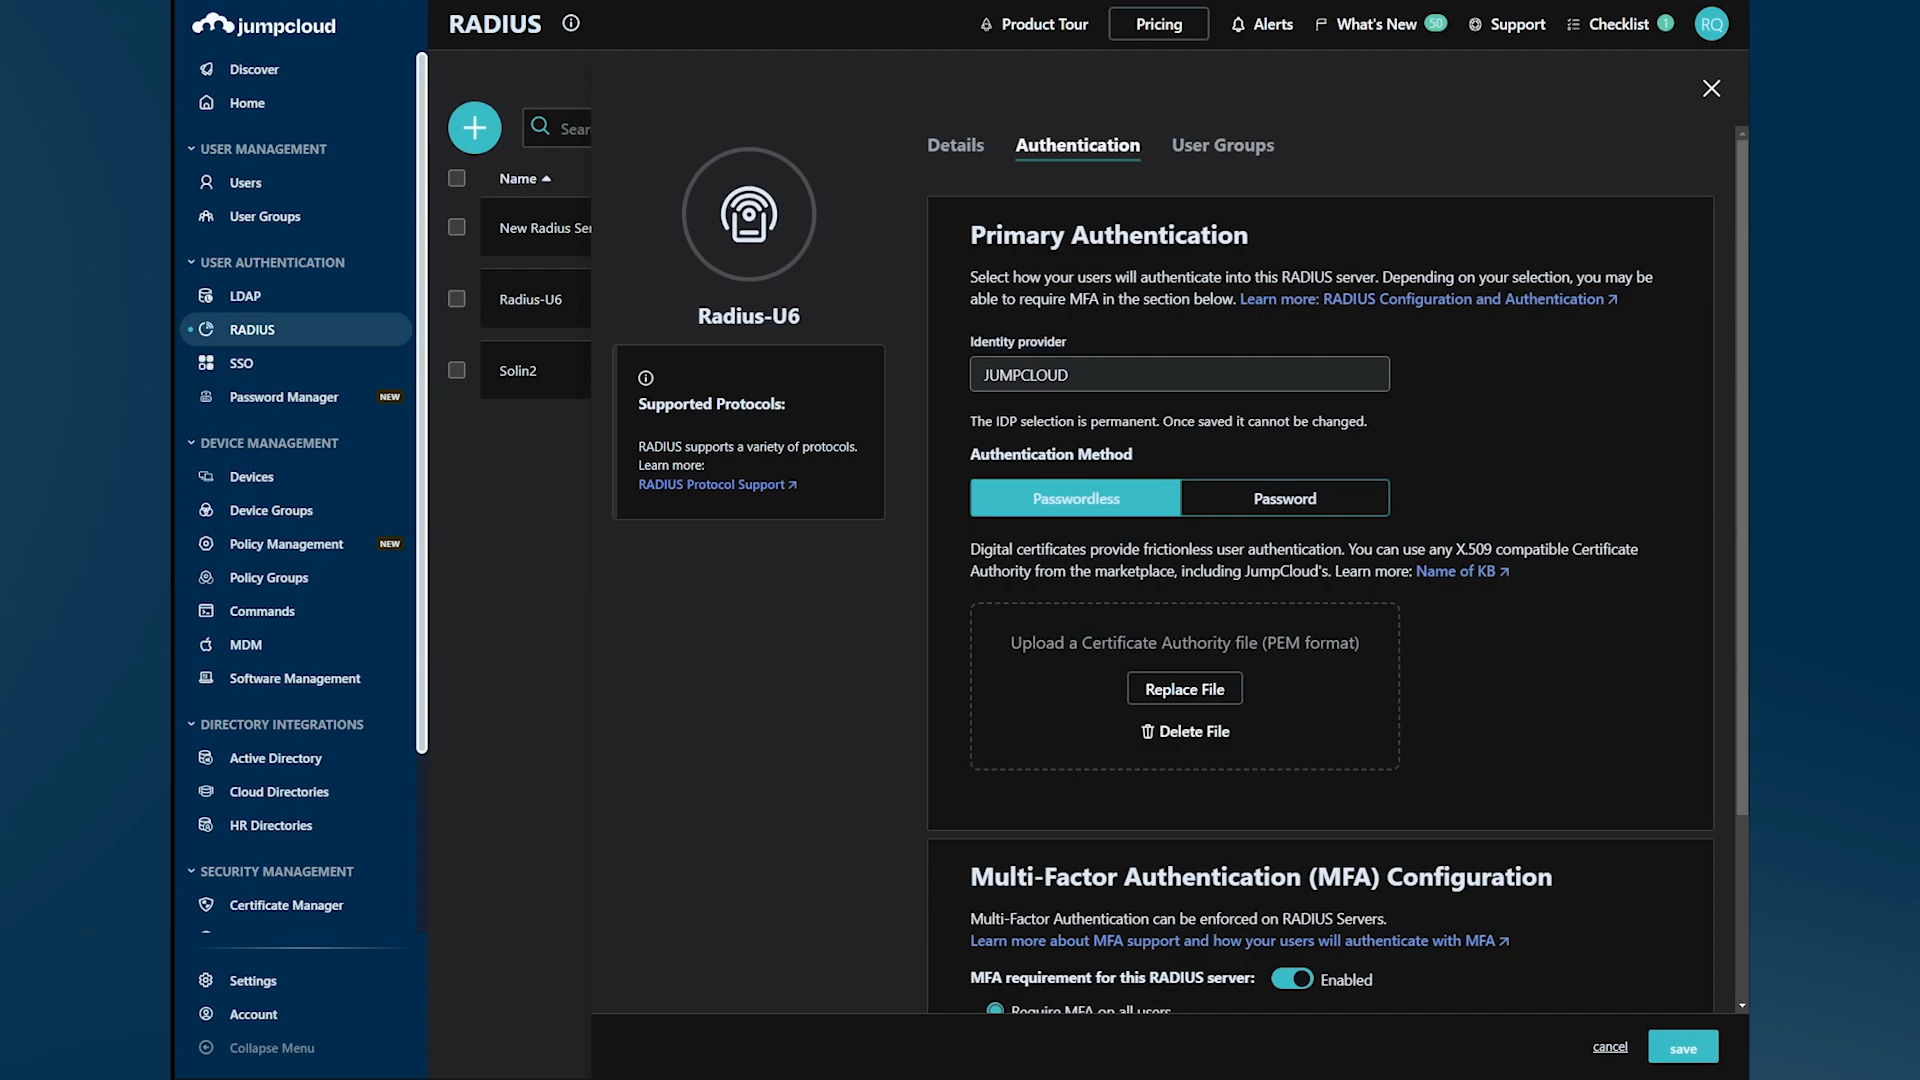 jumpcloud
RADIUS
Product Tour
Pricing
Alerts
What's New 50
Support
Checklist 1
RQ
Discover
Home
USER MANAGEMENT
Users
User Groups
USER AUTHENTICATION
LDAP
RADIUS
SSO
Password Manager NEW
DEVICE MANAGEMENT
Devices
Device Groups
Policy Management NEW
Policy Groups
Commands
MDM
Software Management
DIRECTORY INTEGRATIONS
Active Directory
Cloud Directories
HR Directories
SECURITY MANAGEMENT
Certificate Manager
Settings
Account
Collapse Menu
Sear
Name
New Radius Ser
Radius-U6
Solin2
Radius-U6
Supported Protocols:
RADIUS supports a variety of protocols.
Learn more:
RADIUS Protocol Support
Details
Authentication
User Groups
Primary Authentication
Select how your users will authenticate into this RADIUS server. Depending on your selection, you may be
able to require MFA in the section below. Learn more: RADIUS Configuration and Authentication
Identity provider
JUMPCLOUD
The IDP selection is permanent. Once saved it cannot be changed.
Authentication Method
Passwordless
Password
Digital certificates provide frictionless user authentication. You can use any X.509 compatible Certificate
Authority from the marketplace, including JumpCloud's. Learn more: Name of KB
Upload a Certificate Authority file (PEM format)
Replace File
Delete File
Multi-Factor Authentication (MFA) Configuration
Multi-Factor Authentication can be enforced on RADIUS Servers.
Learn more about MFA support and how your users will authenticate with MFA
MFA requirement for this RADIUS server: Enabled
Require MFA on all users
cancel
save